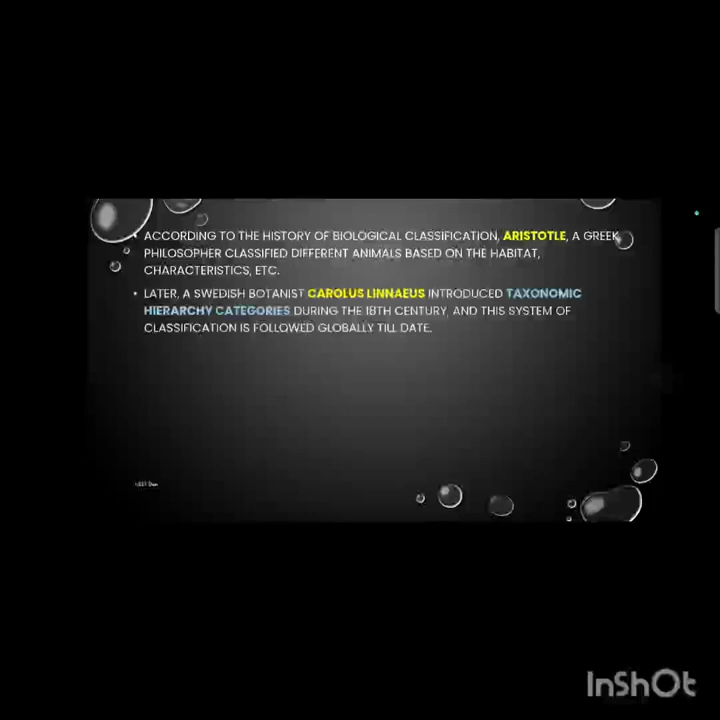 • ACCORDING TO THE HISTORY OF BIOLOGICAL CLASSIFICATION, ARISTOTLE, A GREEK
PHILOSOPHER CLASSIFIED DIFFERENT ANIMALS BASED ON THE HABITAT,
CHARACTERISTICS, ETC.
• LATER, A SWEDISH BOTANIST CAROLUS LINNAEUS INTRODUCED TAXONOMIC
HIERARCHY CATEGORIES DURING THE 18TH CENTURY, AND THIS SYSTEM OF
CLASSIFICATION IS FOLLOWED GLOBALLY TILL DATE.
InShOt